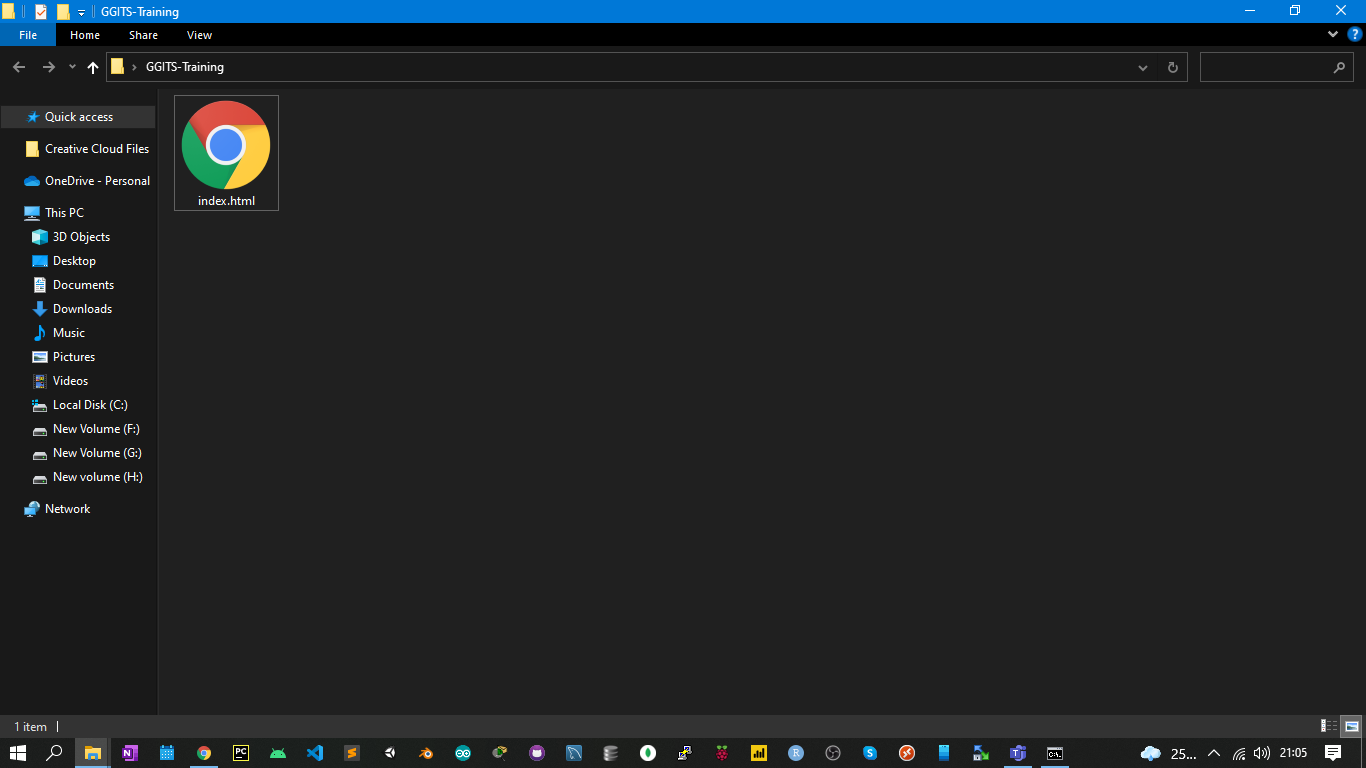 GGITS-Training
File Home Share View
GGITS-Training
Quick access
Creative Cloud Files
OneDrive - Personal
This PC
3D Objects
Desktop
Documents
Downloads
Music
Pictures
Videos
Local Disk (C:)
New Volume (F:)
New Volume (G:)
New volume (H:)
Network
index.html
1 item
25... 21:05